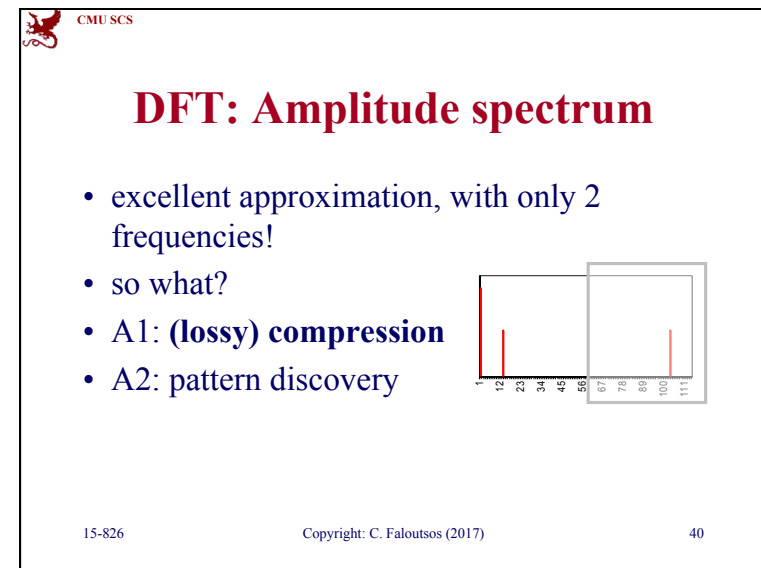 CMU SCS
DFT: Amplitude spectrum
• excellent approximation, with only 2
frequencies!
• so what?
• A1: (lossy) compression
• A2: pattern discovery
1 12 23 34 45 56 67 78 89 100 111
15-826 Copyright: C. Faloutsos (2017) 40